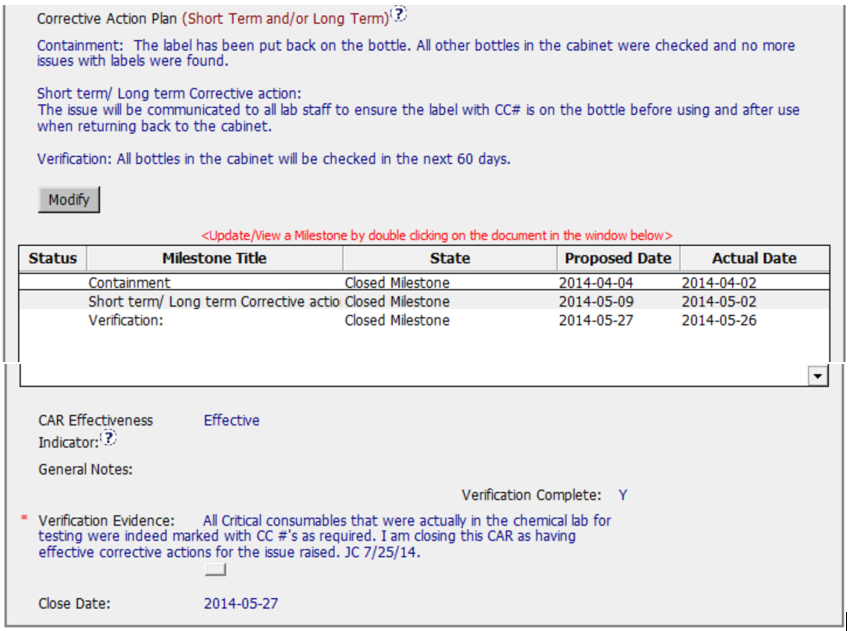 Corrective Action Plan (Short Term and/or Long Term)?
Containment: The label has been put back on the bottle. All other bottles in the cabinet were checked and no more
issues with labels were found.
Short term/ Long term Corrective action:
The issue will be communicated to all lab staff to ensure the label with CC# is on the bottle before using and after use
when returning back to the cabinet.
Verification: All bottles in the cabinet will be checked in the next 60 days.
Modify
<Update/View a Milestone by double clicking on the document in the window below>
Status Milestone Title State Proposed Date Actual Date
Containment Closed Milestone 2014-04-04 2014-04-02
Short term/ Long term Corrective actio Closed Milestone 2014-05-09 2014-05-02
Verification: Closed Milestone 2014-05-27 2014-05-26
CAR Effectiveness Effective
Indicator:?
General Notes:
Verification Complete: Y
* Verification Evidence: All Critical consumables that were actually in the chemical lab for
testing were indeed marked with CC #'s as required. I am closing this CAR as having
effective corrective actions for the issue raised. JC 7/25/14.
Close Date: 2014-05-27